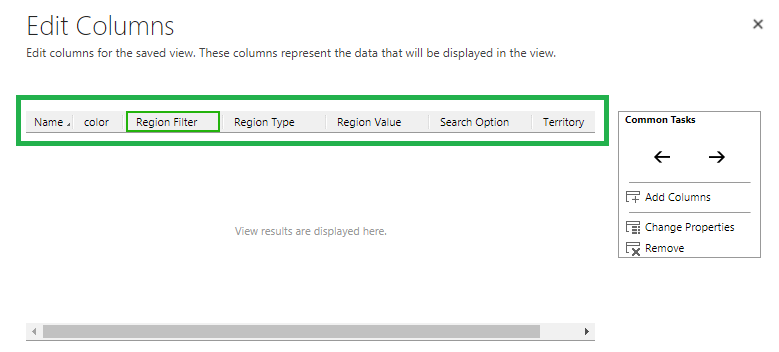 Edit Columns
Edit columns for the saved view. These columns represent the data that will be displayed in the view.
Name color Region Filter Region Type Region Value Search Option Territory
Common Tasks
Add Columns
Change Properties
Remove
View results are displayed here.